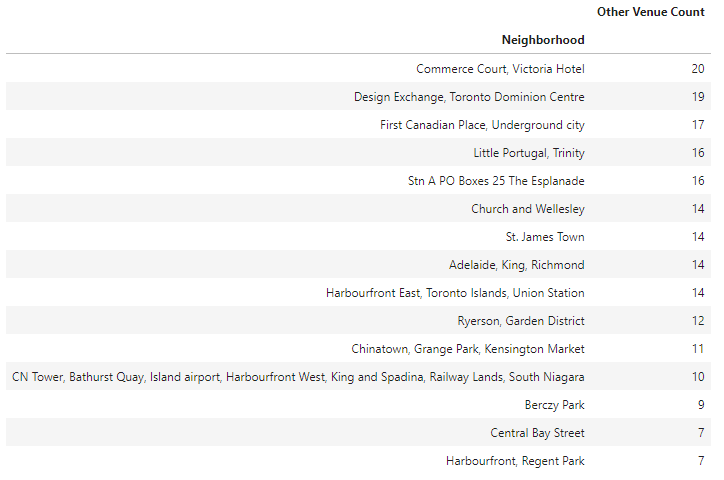 Other Venue Count
Neighborhood
Commerce Court, Victoria Hotel 20
Design Exchange, Toronto Dominion Centre 19
First Canadian Place, Underground city 17
Little Portugal, Trinity 16
Stn A PO Boxes 25 The Esplanade 16
Church and Wellesley 14
St. James Town 14
Adelaide, King, Richmond 14
Harbourfront East, Toronto Islands, Union Station 14
Ryerson, Garden District 12
Chinatown, Grange Park, Kensington Market 11
CN Tower, Bathurst Quay, Island airport, Harbourfront West, King and Spadina, Railway Lands, South Niagara 10
Berczy Park 9
Central Bay Street 7
Harbourfront, Regent Park 7